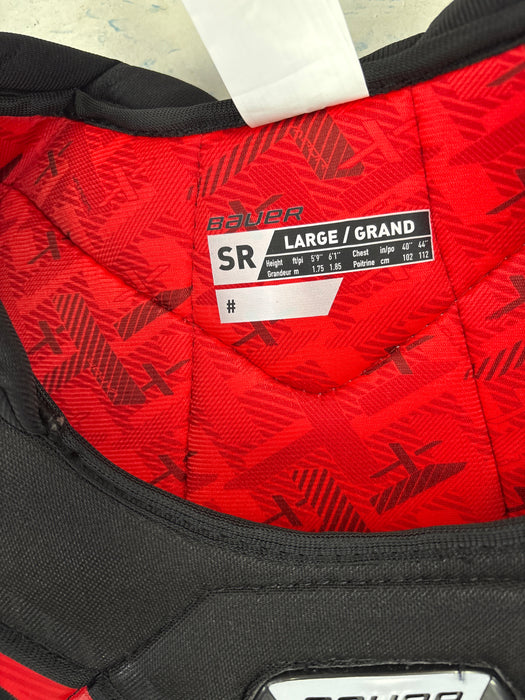 BAUER
SR LARGE / GRAND
Height ft/pi 5'9" 6'1" Chest in/po 40" 44"
Grandeur m 1.75 1.85 Poitrine cm 102 112
#
BAUER